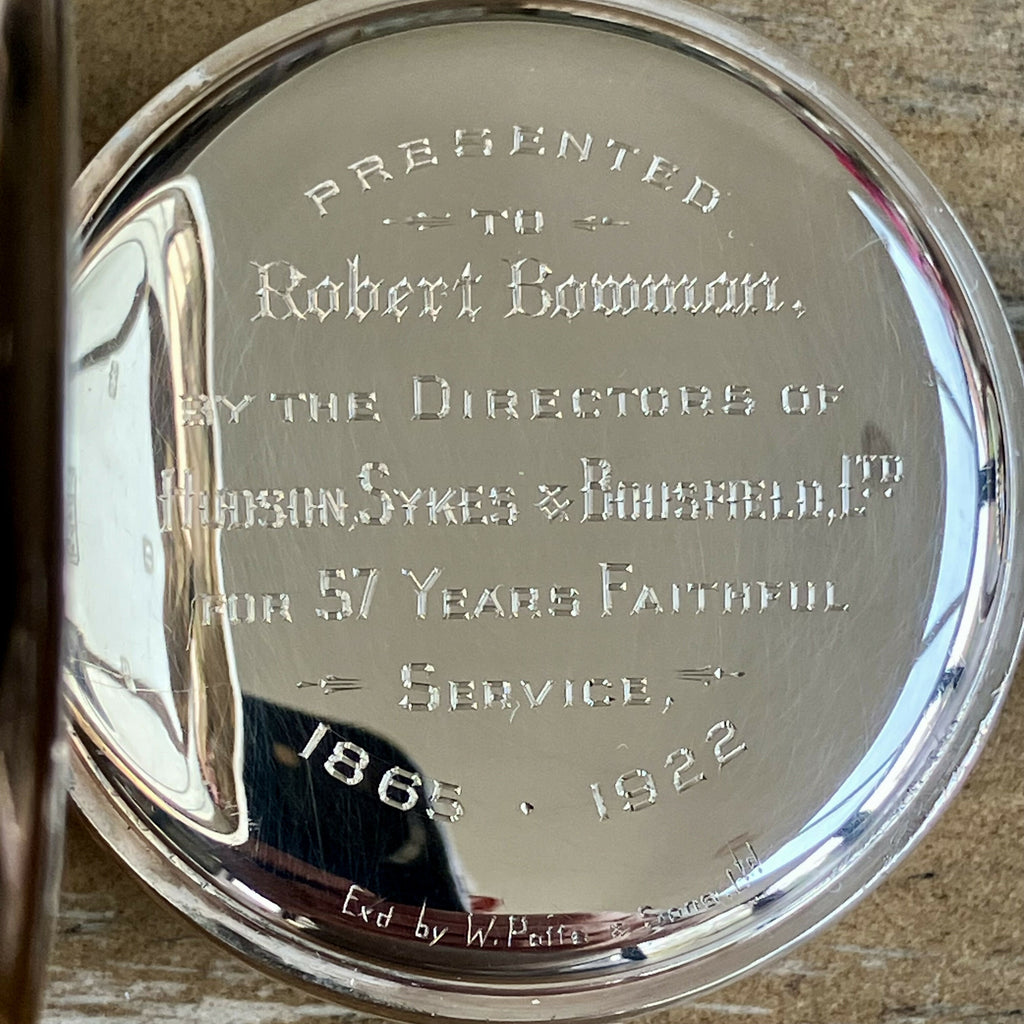 PRESENTED
TO
Robert Bowman.
BY THE DIRECTORS OF
HUDSON, SYKES & BOUSFIELD, LTD
FOR 57 YEARS FAITHFUL
SERVICE,
1865 · 1922
Exd by W. & Sons Ltd